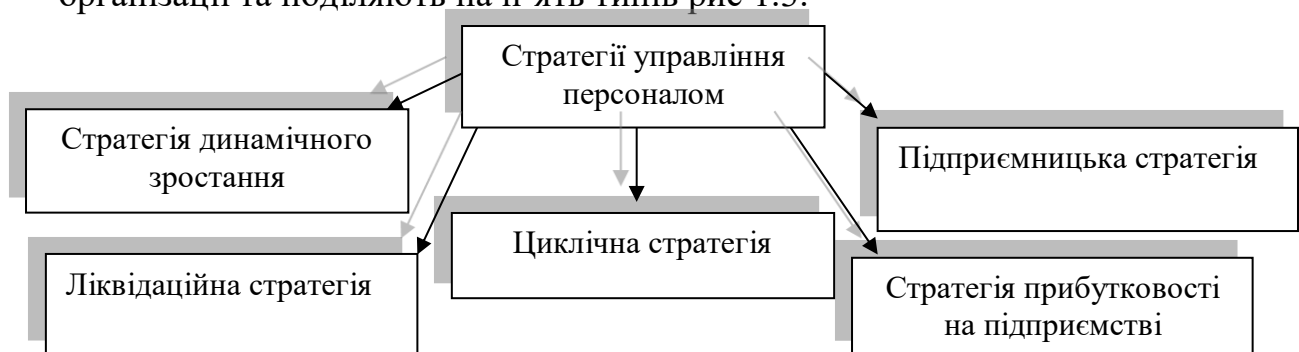 організації та поділяють на п’ять типів рис 1.3.
Стратегії управління
персоналом
Стратегія динамічного
зростання
Підприємницька стратегія
Циклічна стратегія
Ліквідаційна стратегія
Стратегія прибутковості
на підприємстві